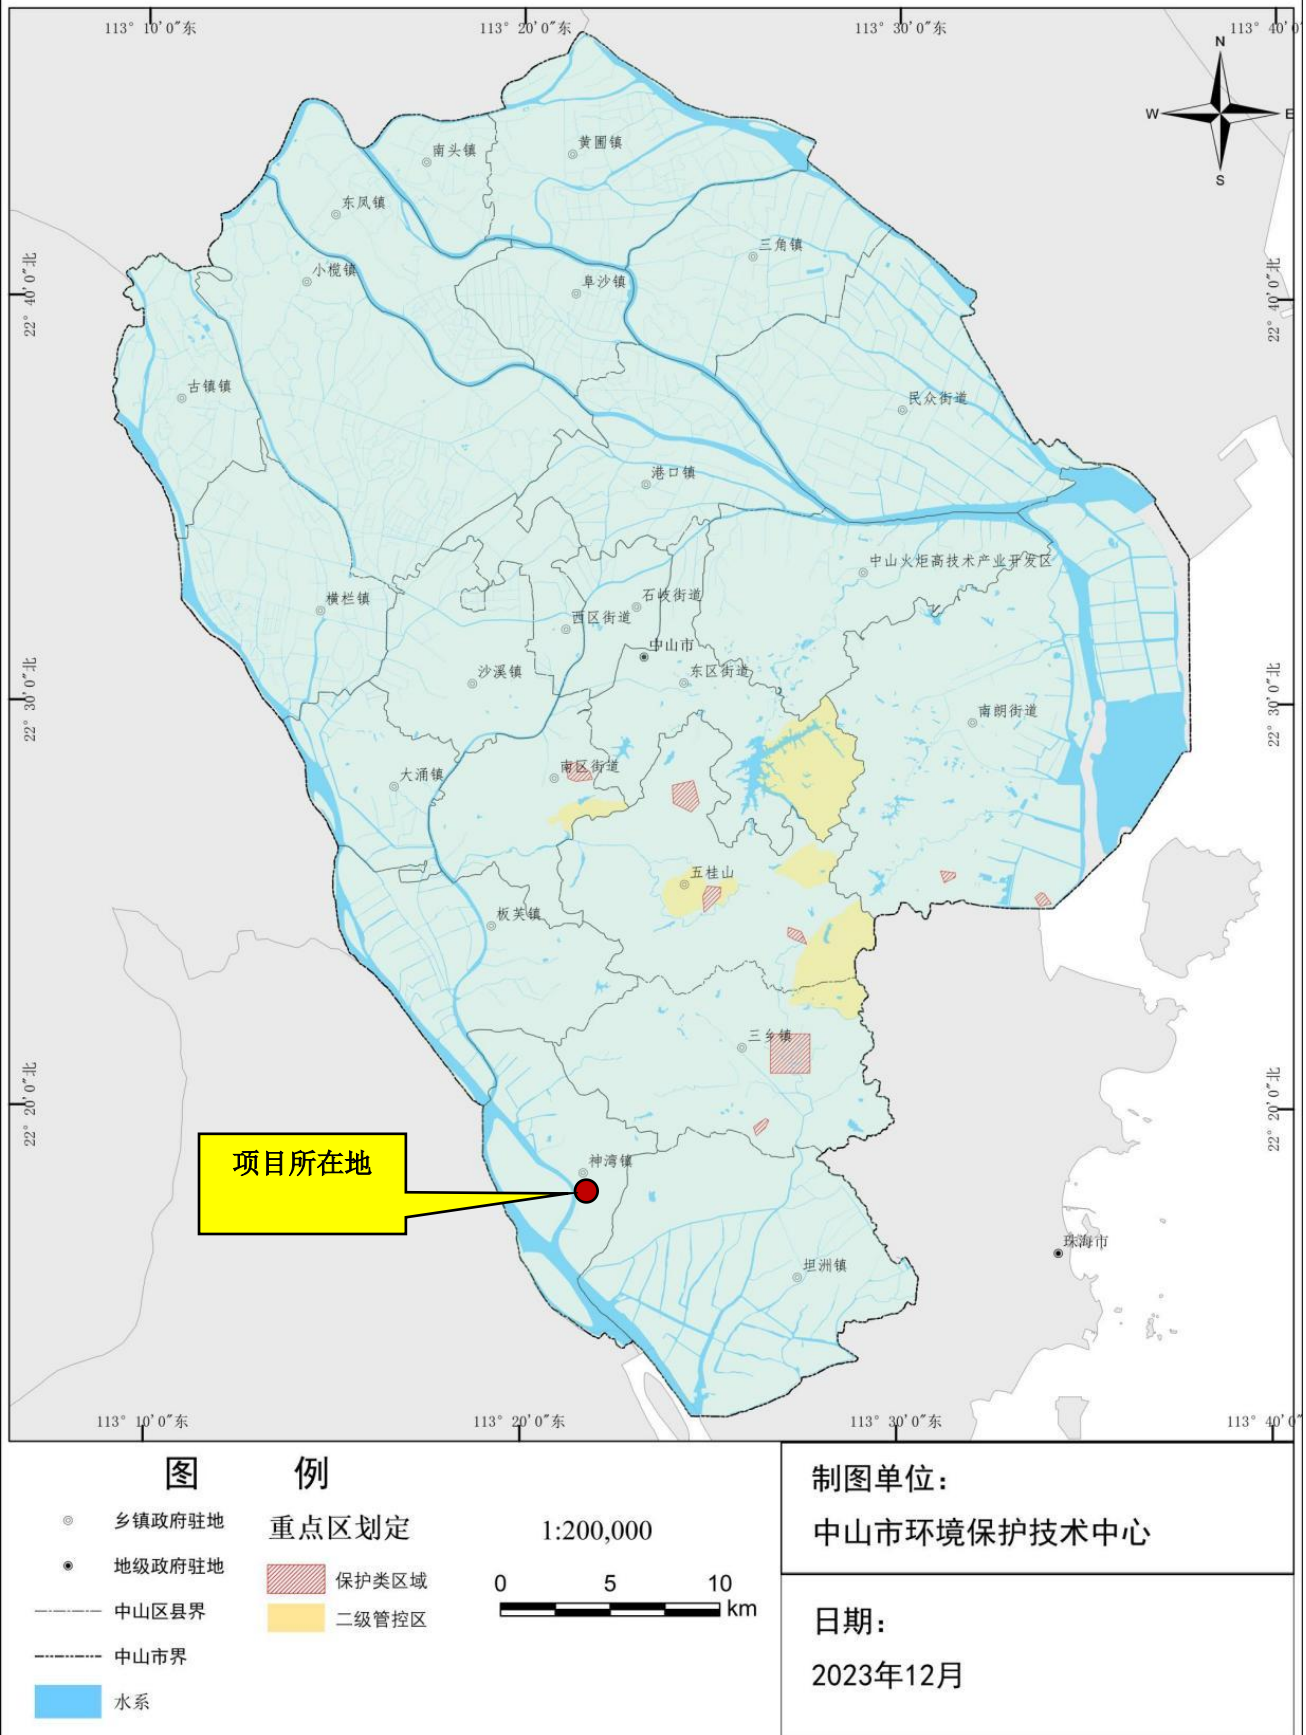 113° 10′0″东
113° 20′0″东
113° 30′0″东
113° 40′0
N
W
E
S
黄圃镇
南头镇
东凤镇
三角镇
小榄镇
阜沙镇
22° 40′0″北
22° 40′0″北
古镇镇
民众街道
港口镇
中山火炬高技术产业开发区
横栏镇
石岐街道
西区街道
中山市
沙溪镇
东区街道
22° 30′0″北
22° 30′0″北
南朗街道
大涌镇
南区街道
五桂山
板芙镇
三乡镇
22° 20′0″北
22° 20′0″北
项目所在地
神湾镇
珠海市
坦洲镇
113° 10′0″东
113° 20′0″东
113° 30′0″东
113° 40′0″
图 例
乡镇政府驻地
地级政府驻地
中山区县界
中山市界
水系
重点区划定
保护类区域
二级管控区
1:200,000
0 5 10
km
制图单位：
中山市环境保护技术中心
日期：
2023年12月